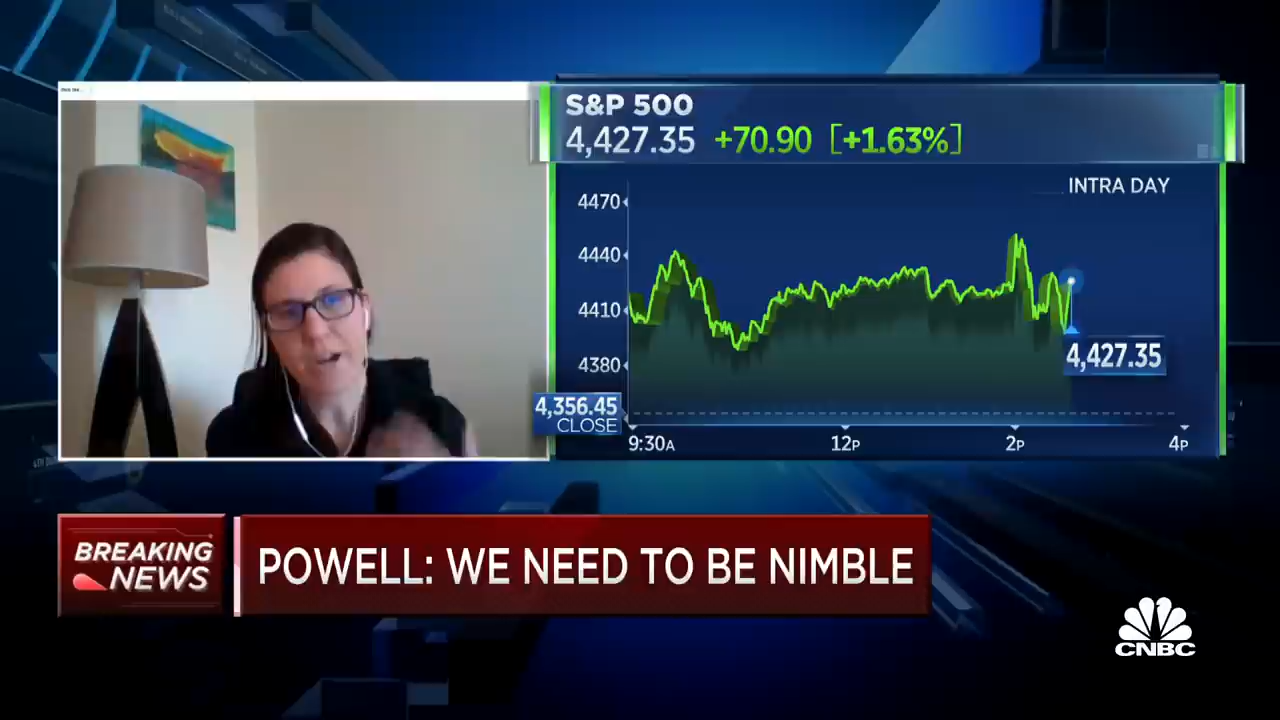 S&P 500
4,427.35 +70.90 [+1.63%]
INTRA DAY
4470
4440
4410
4380
4,427.35
4,356.45
CLOSE
9:30A 12P 2P 4P
BREAKING
NEWS
POWELL: WE NEED TO BE NIMBLE
CNBC